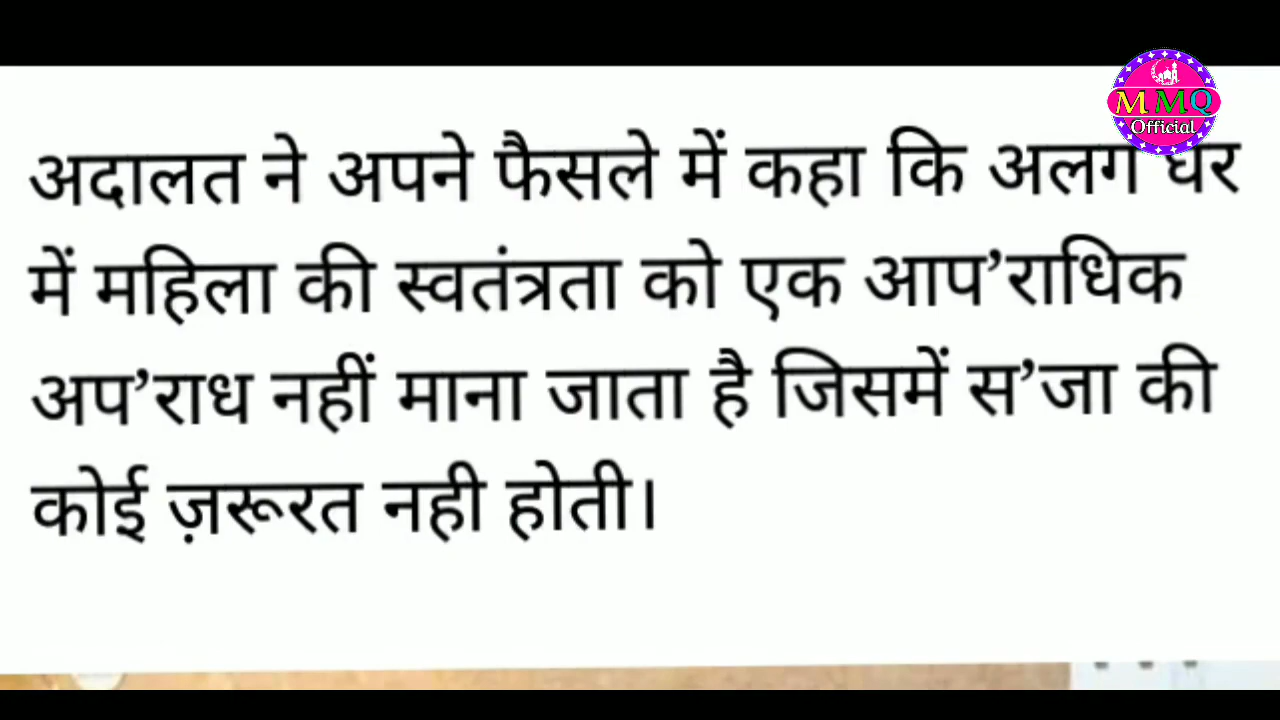 MMQ
Official
अदालत ने अपने फैसले में कहा कि अलग घर
में महिला की स्वतंत्रता को एक आप’राधिक
अप’राध नहीं माना जाता है जिसमें स’जा की
कोई ज़रूरत नही होती।